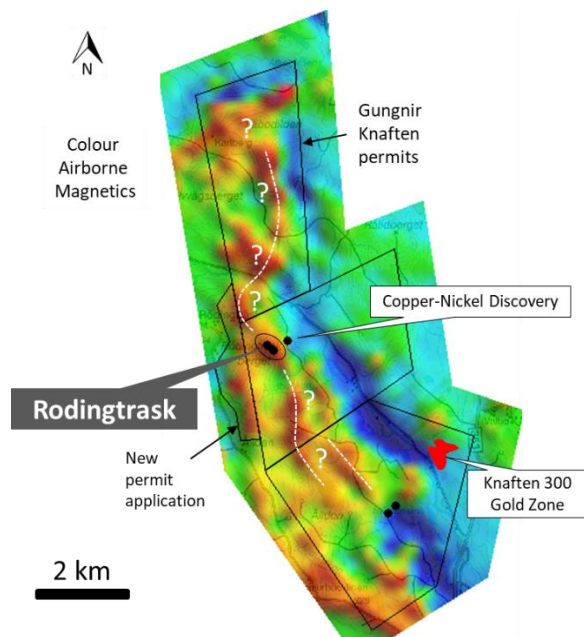 N
Colour
Airborne
Magnetics
Gungnir
Knaften
permits
?
?
?
?
Copper-Nickel Discovery
Rodingtrask
?
?
New
permit
application
Knaften 300
Gold Zone
2 km